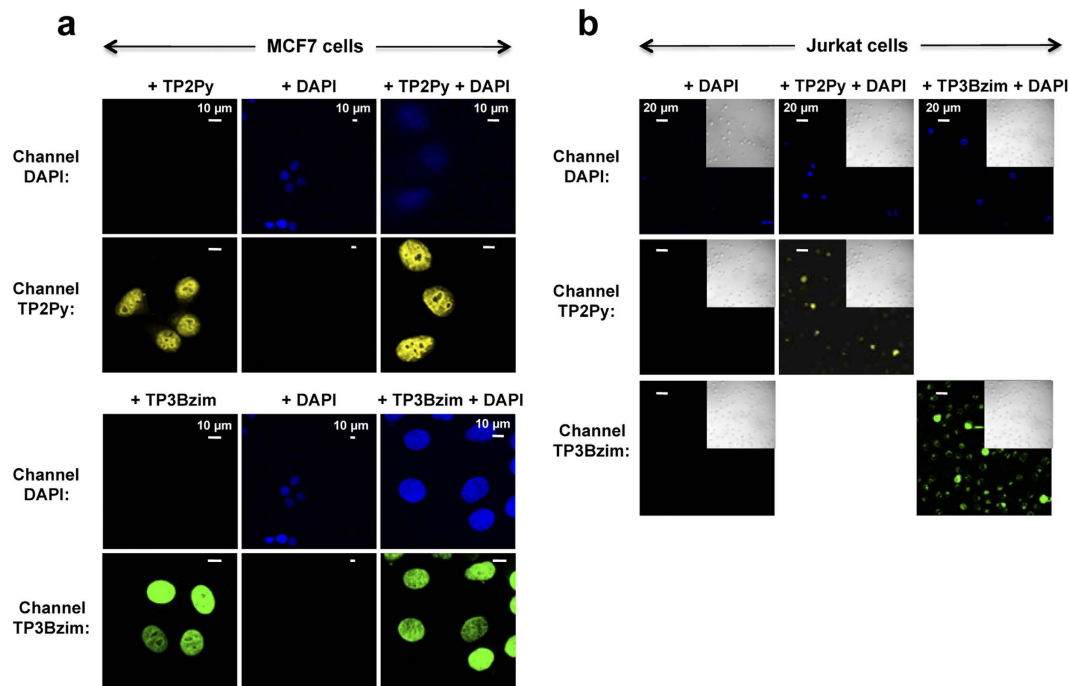 a
MCF7 cells
+ TP2Py + DAPI + TP2Py + DAPI
10 µm 10 µm 10 µm
Channel
DAPI:
Channel
TP2Py:
+ TP3Bzim + DAPI + TP3Bzim + DAPI
10 µm 10 µm 10 µm
Channel
DAPI:
Channel
TP3Bzim:
b
Jurkat cells
+ DAPI + TP2Py + DAPI + TP3Bzim + DAPI
20 µm 20 µm 20 µm
Channel
DAPI:
Channel
TP2Py:
Channel
TP3Bzim: